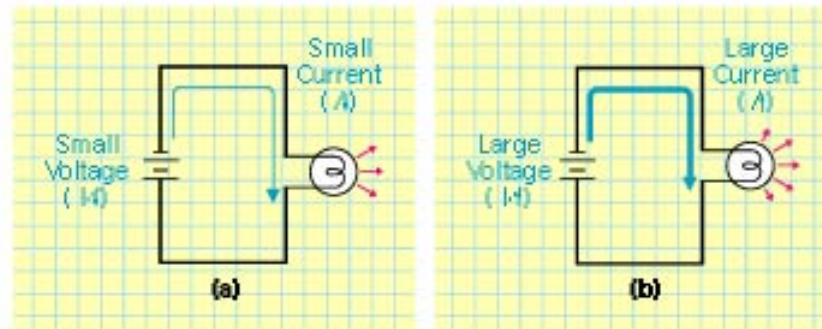 Small
Current
Small
Voltage
(a)
Large
Current
Large
Voltage
(b)